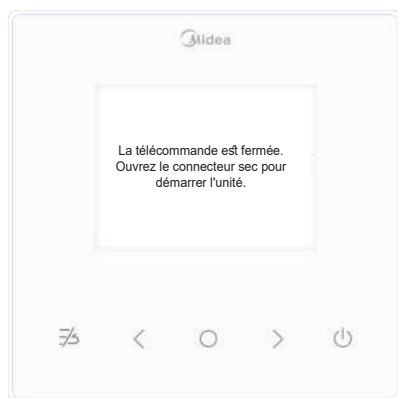 Midea
La télécommande est fermée.
Ouvrez le connecteur sec pour
démarrer l'unité.